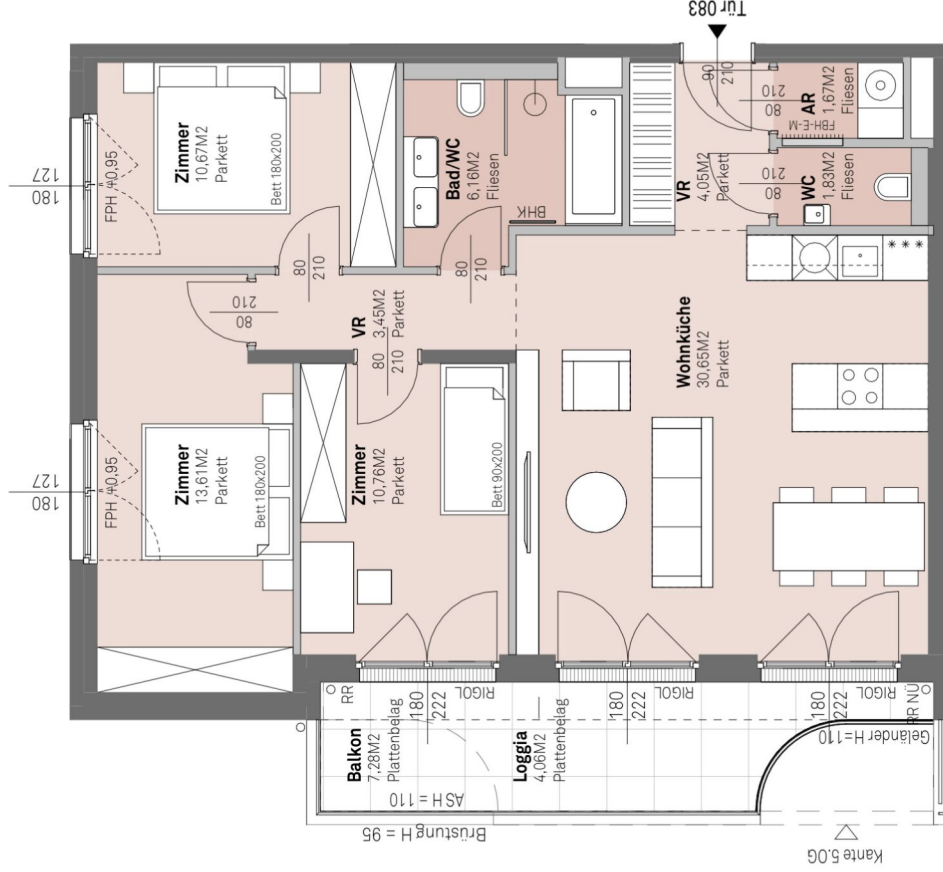 Tür 083
127
180
FPH +0,95
Zimmer
10,67M2
Parkett
Bett 180x200
Bad/WC
6,16M2
Fliesen
BHK
VR
4,05M2
Parkett
90
210
80
210
AR
1,67M2
Fliesen
FBH-E-M
80
210
WC
1,83M2
Fliesen
80
210
80
210
80
210
VR
3,45M2
Parkett
80
210
127
180
FPH +0,95
Zimmer
13,61M2
Parkett
Bett 180x200
Zimmer
10,76M2
Parkett
Bett 90x200
Wohnküche
30,65M2
Parkett
***
RR
180
222
RIGOL
180
222
RIGOL
180
222
RIGOL
RR NÜ
Balkon
7,28M2
Plattenbelag
Loggia
4,06M2
Plattenbelag
Geländer H=110
ASH = 110
Brüstung H = 95
Kante 5.OG